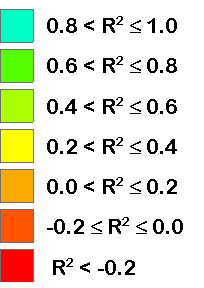 0.8 < R² ≤ 1.0
0.6 < R² ≤ 0.8
0.4 < R² ≤ 0.6
0.2 < R² ≤ 0.4
0.0 < R² ≤ 0.2
-0.2 ≤ R² ≤ 0.0
R² < -0.2